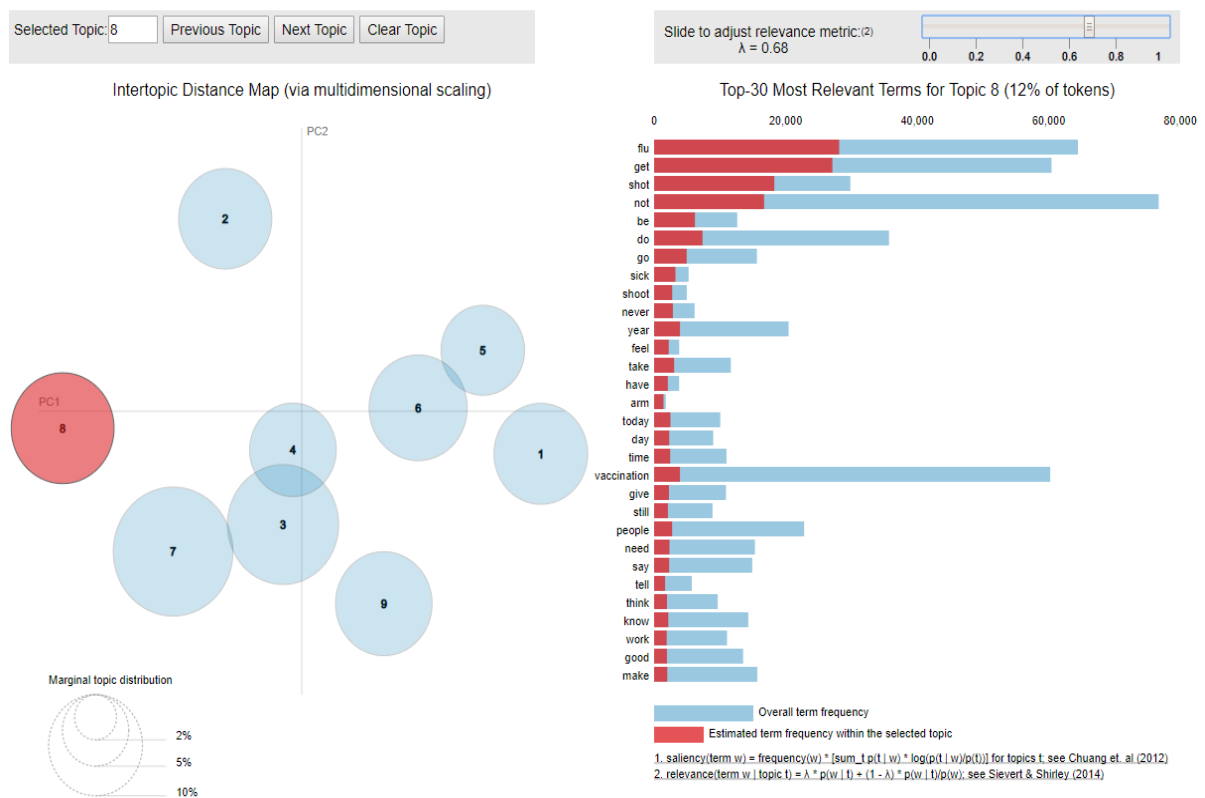 Selected Topic: 8 Previous Topic Next Topic Clear Topic
Slide to adjust relevance metric:(2)
λ = 0.68
0.0 0.2 0.4 0.6 0.8 1
Intertopic Distance Map (via multidimensional scaling)
PC2
PC1
2
5
6
8
4
1
3
7
9
Marginal topic distribution
2%
5%
10%
Top-30 Most Relevant Terms for Topic 8 (12% of tokens)
0 20,000 40,000 60,000 80,000
flu
get
shot
not
be
do
go
sick
shoot
never
year
feel
take
have
arm
today
day
time
vaccination
give
still
people
need
say
tell
think
know
work
good
make
Overall term frequency
Estimated term frequency within the selected topic
1. saliency(term w) = frequency(w) * [sum_t p(t | w) * log(p(t | w)/p(t))] for topics t; see Chuang et. al (2012)
2. relevance(term w | topic t) = λ * p(w | t) + (1 - λ) * p(w | t)/p(w); see Sievert & Shirley (2014)